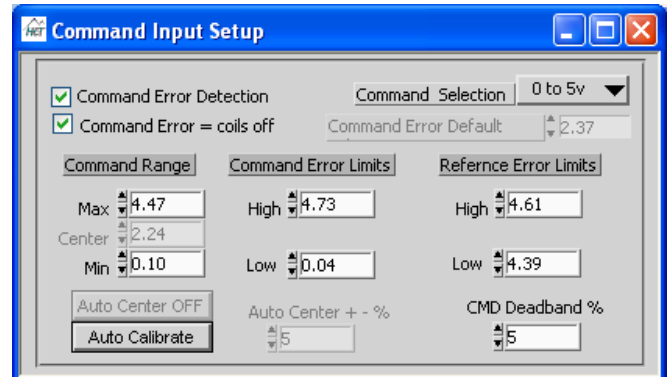 HCT Command Input Setup
Command Error Detection
Command Selection 0 to 5v
Command Error = coils off
Command Error Default 2.37
Command Range Command Error Limits Refernce Error Limits
Max 4.47 High 4.73 High 4.61
Center 2.24
Min 0.10 Low 0.04 Low 4.39
Auto Center OFF Auto Center + - % CMD Deadband %
Auto Calibrate 5 5